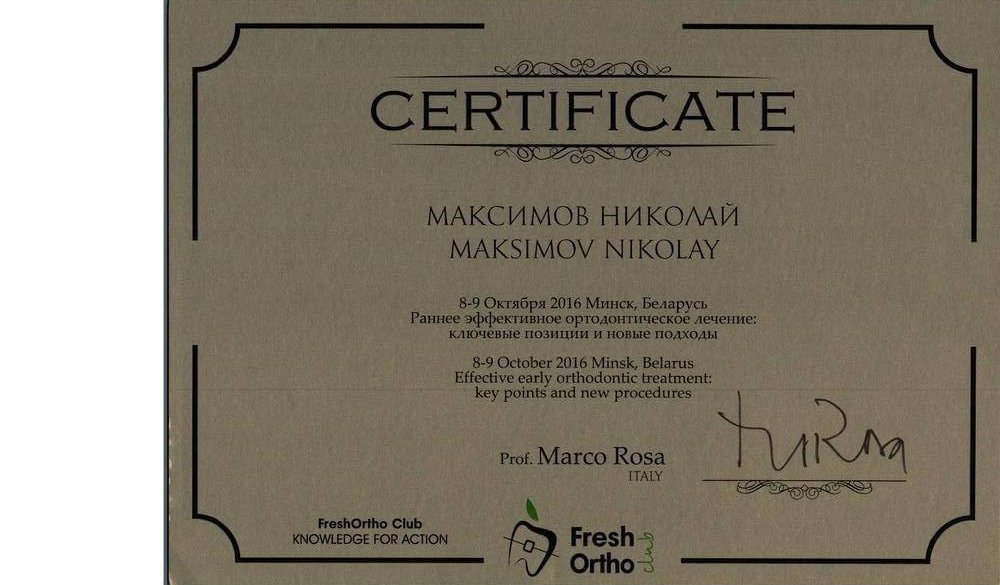 CERTIFICATE
МАКСИМОВ НИКОЛАЙ
MAKSIMOV NIKOLAY
8-9 Октября 2016 Минск, Беларусь
Раннее эффективное ортодонтическое лечение:
ключевые позиции и новые подходы
8-9 October 2016 Minsk, Belarus
Effective early orthodontic treatment:
key points and new procedures
Prof. Marco Rosa
ITALY
FreshOrtho Club
KNOWLEDGE FOR ACTION
Fresh
Ortho
club